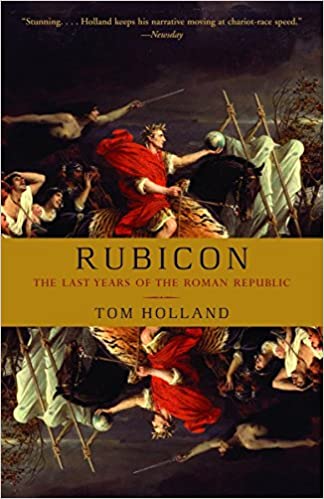 "Stunning. . . . Holland keeps his narrative moving at chariot-race speed."
—Newsday
RUBICON
THE LAST YEARS OF THE ROMAN REPUBLIC
TOM HOLLAND